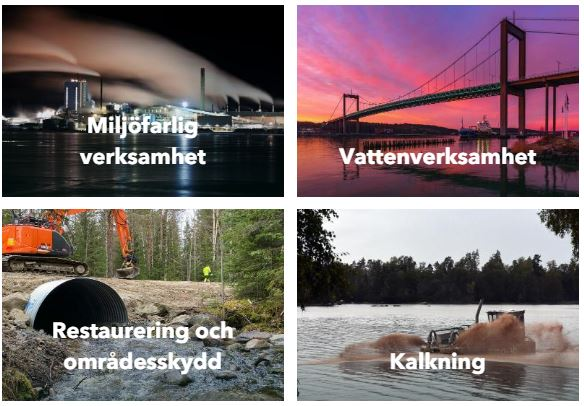 Miljöfarlig
verksamhet
Vattenverksamhet
Restaurering och
områdesskydd
Kalkning